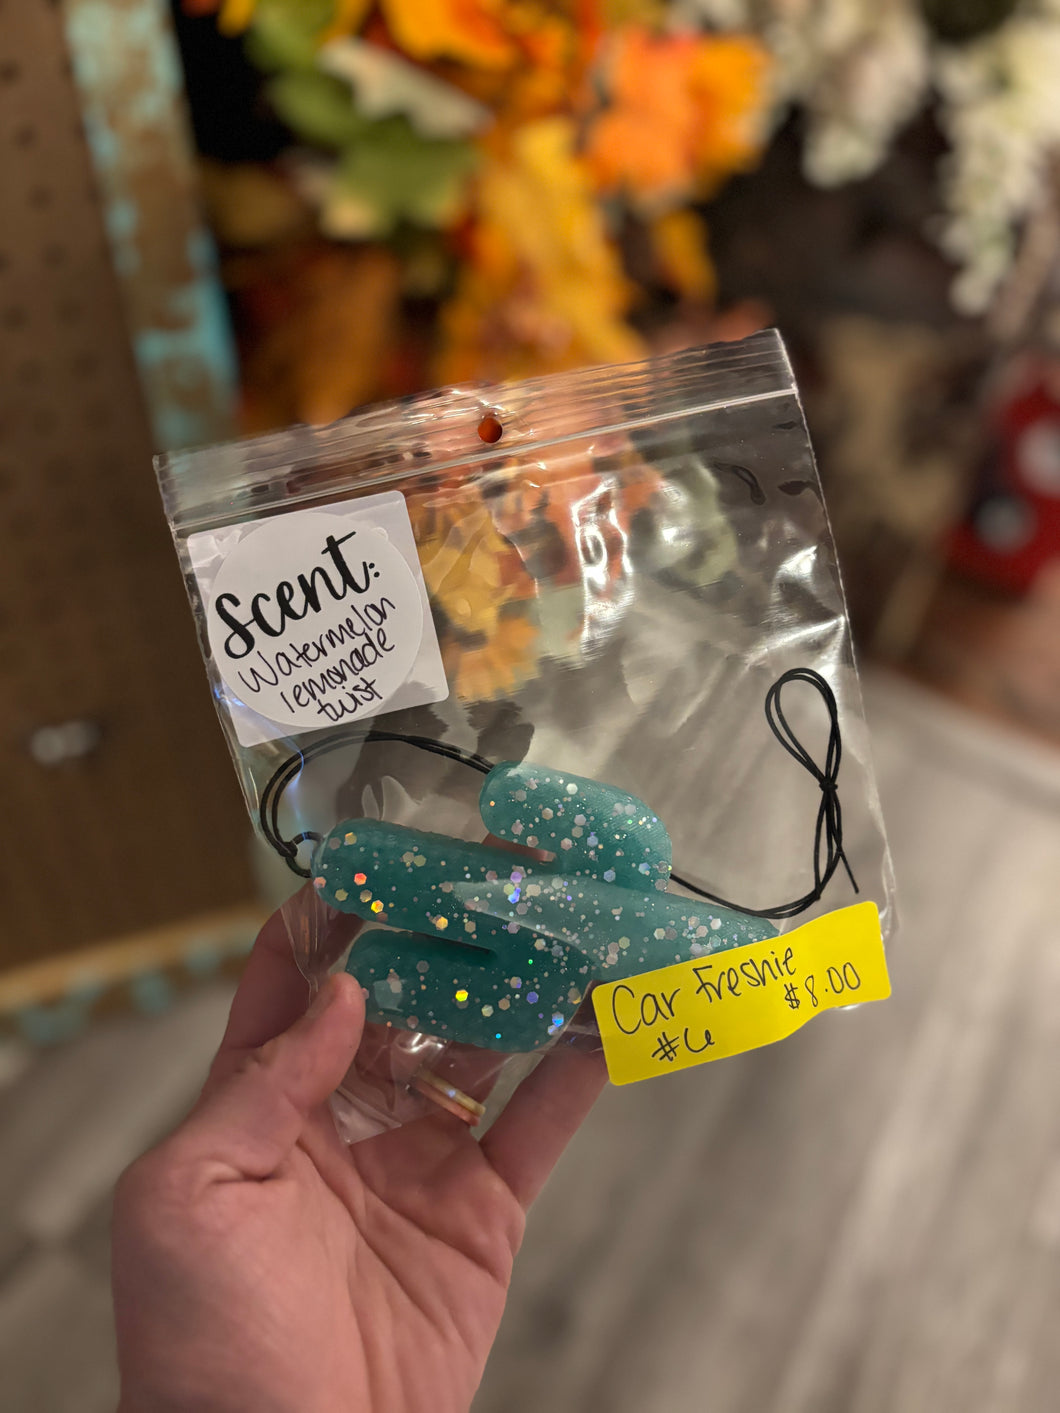 Scent:
Watermelon
lemonade
twist
Car Freshie
$8.00
#6